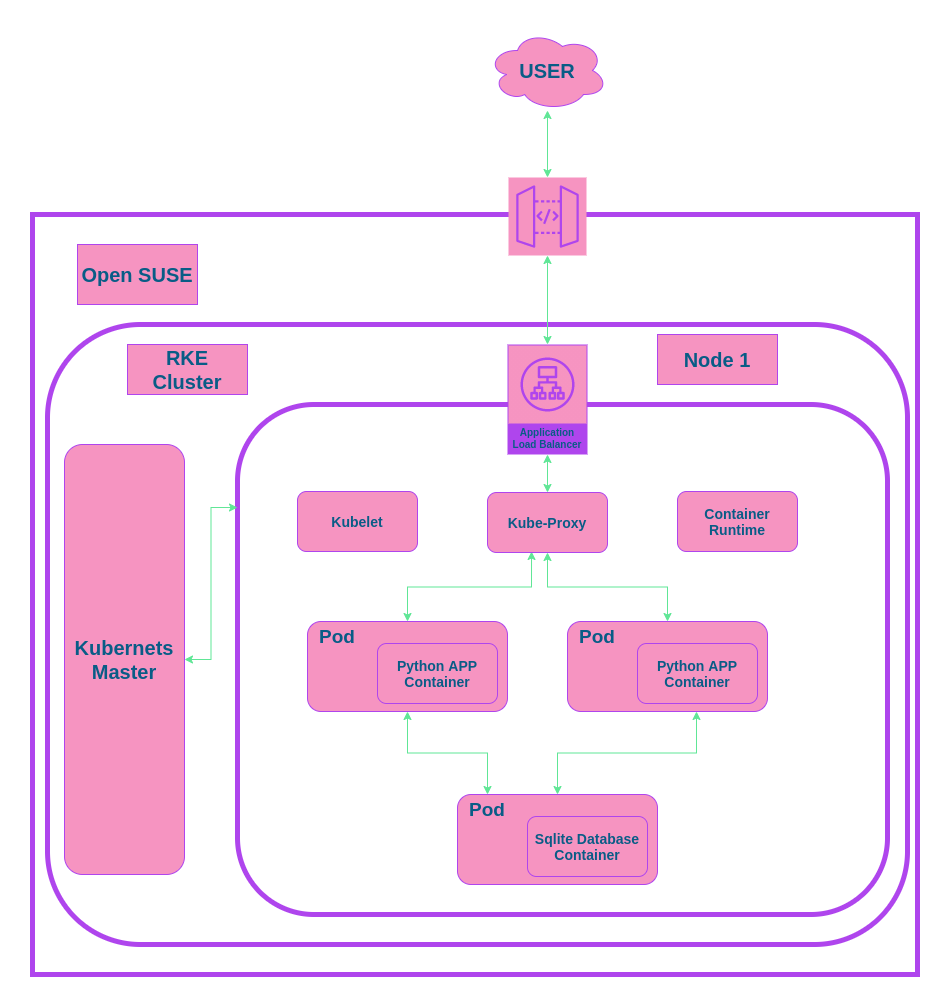 USER
</>
Open SUSE
RKE
Cluster
Node 1
Application
Load Balancer
Kubelet
Kube-Proxy
Container
Runtime
Kubernets
Master
Pod
Python APP
Container
Pod
Python APP
Container
Pod
Sqlite Database
Container